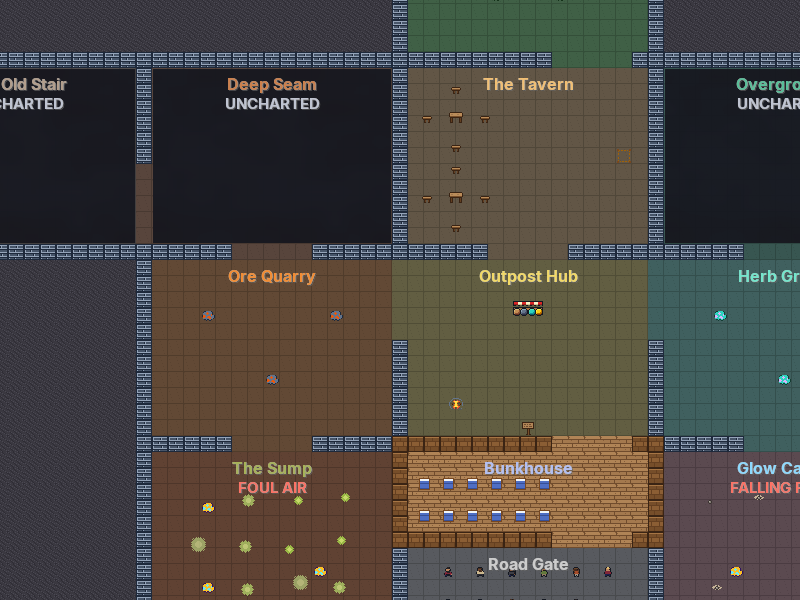 Old Stair
CHARTED
Deep Seam
UNCHARTED
The Tavern
Overgro
UNCHAR
Ore Quarry
Outpost Hub
Herb Gr
The Sump
FOUL AIR
Bunkhouse
Glow Ca
FALLING
Road Gate